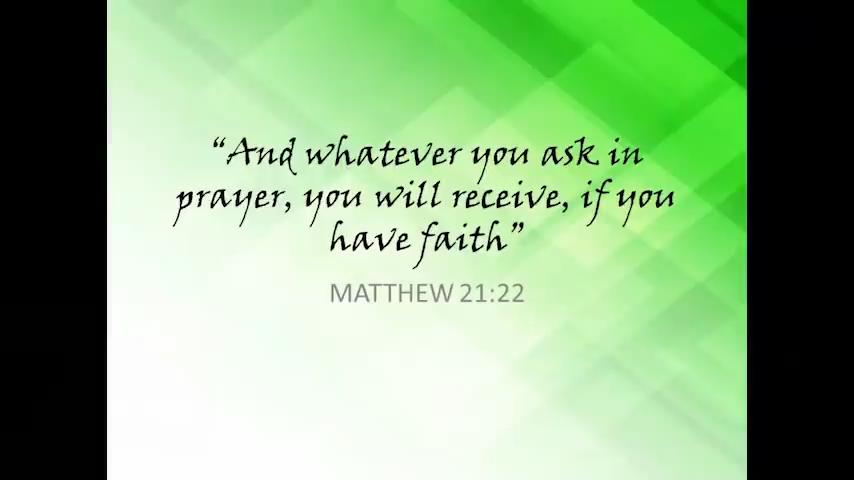 “And whatever you ask in
prayer, you will receive, if you
have faith”
MATTHEW 21:22